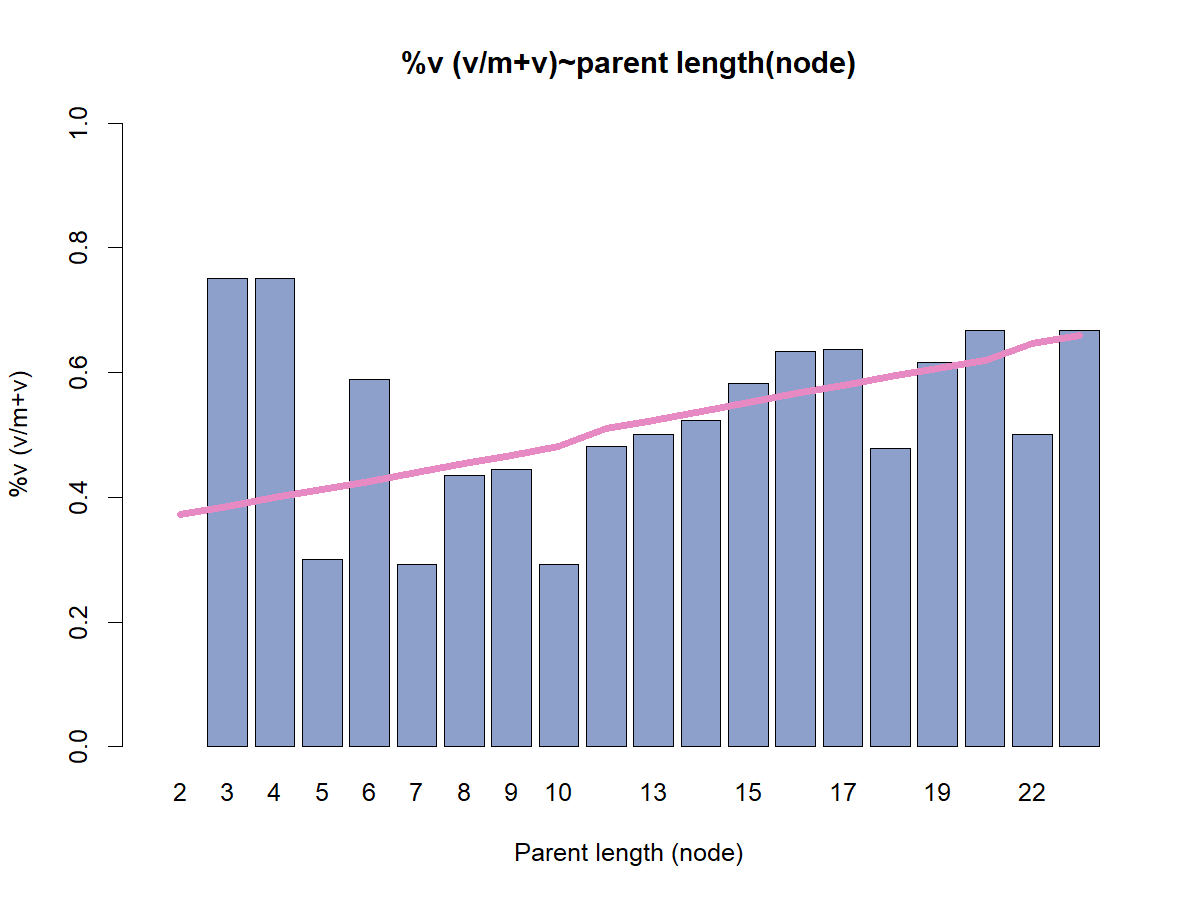 %v (v/m+v)~parent length(node)
%v (v/m+v)
1.0
0.8
0.6
0.4
0.2
0.0
2 3 4 5 6 7 8 9 10 13 15 17 19 22
Parent length (node)